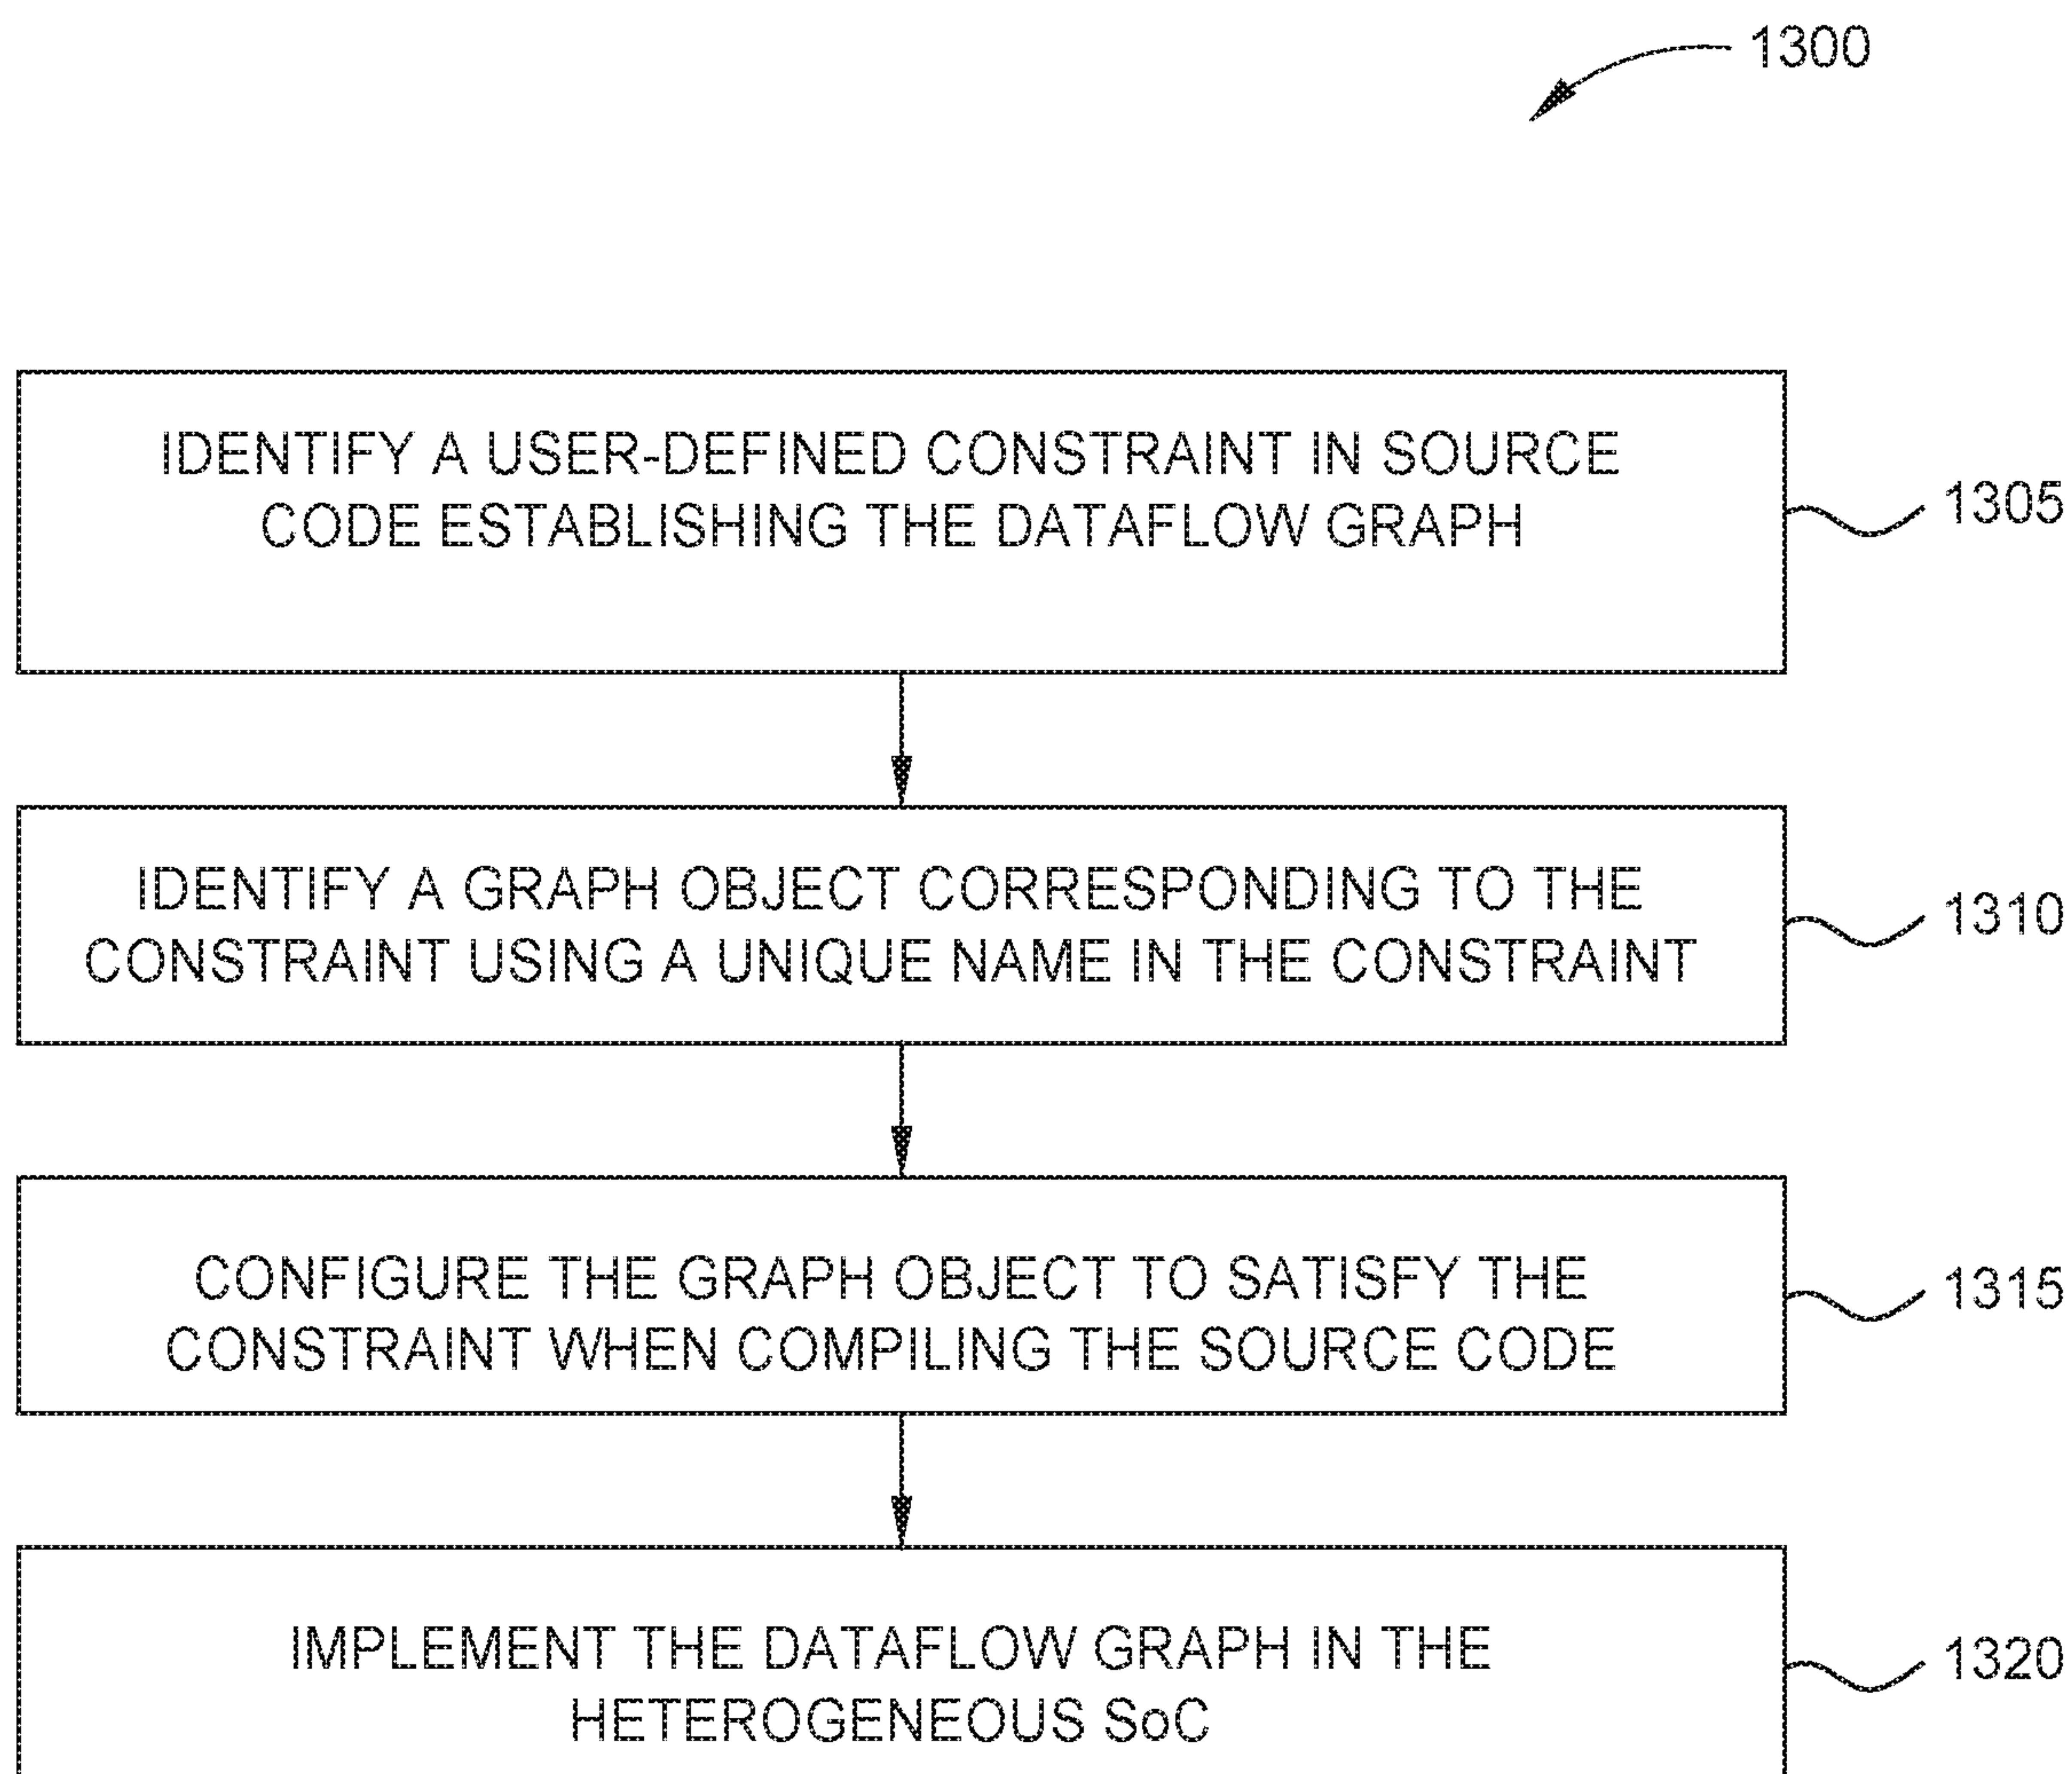 1300
IDENTIFY A USER-DEFINED CONSTRAINT IN SOURCE
CODE ESTABLISHING THE DATAFLOW GRAPH
1305
IDENTIFY A GRAPH OBJECT CORRESPONDING TO THE
CONSTRAINT USING A UNIQUE NAME IN THE CONSTRAINT
1310
CONFIGURE THE GRAPH OBJECT TO SATISFY THE
CONSTRAINT WHEN COMPILING THE SOURCE CODE
1315
IMPLEMENT THE DATAFLOW GRAPH IN THE
HETEROGENEOUS SoC
1320